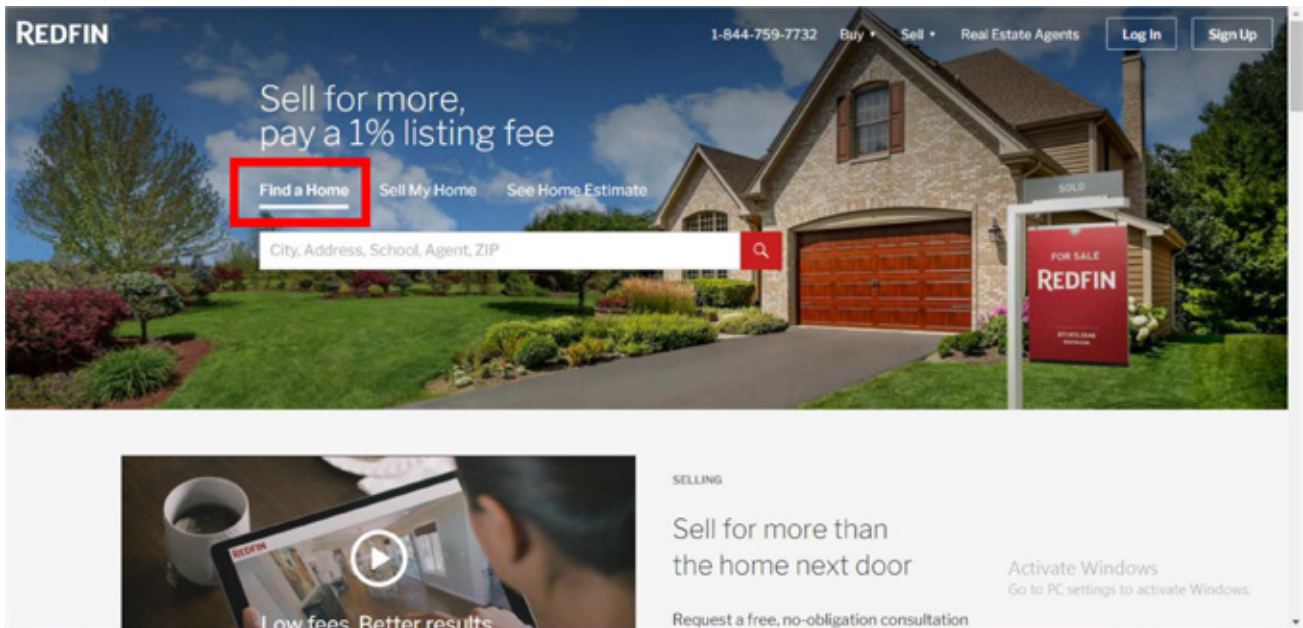 REDFIN
1-844-759-7732 Buy ▾ Sell ▾ Real Estate Agents Log In Sign Up
Sell for more,
pay a 1% listing fee
Find a Home Sell My Home See Home Estimate
City, Address, School, Agent, ZIP
SOLD
FOR SALE
REDFIN
SELLING
Sell for more than
the home next door
REDFIN
Low fees. Better results.
Request a free, no-obligation consultation
Activate Windows
Go to PC settings to activate Windows.